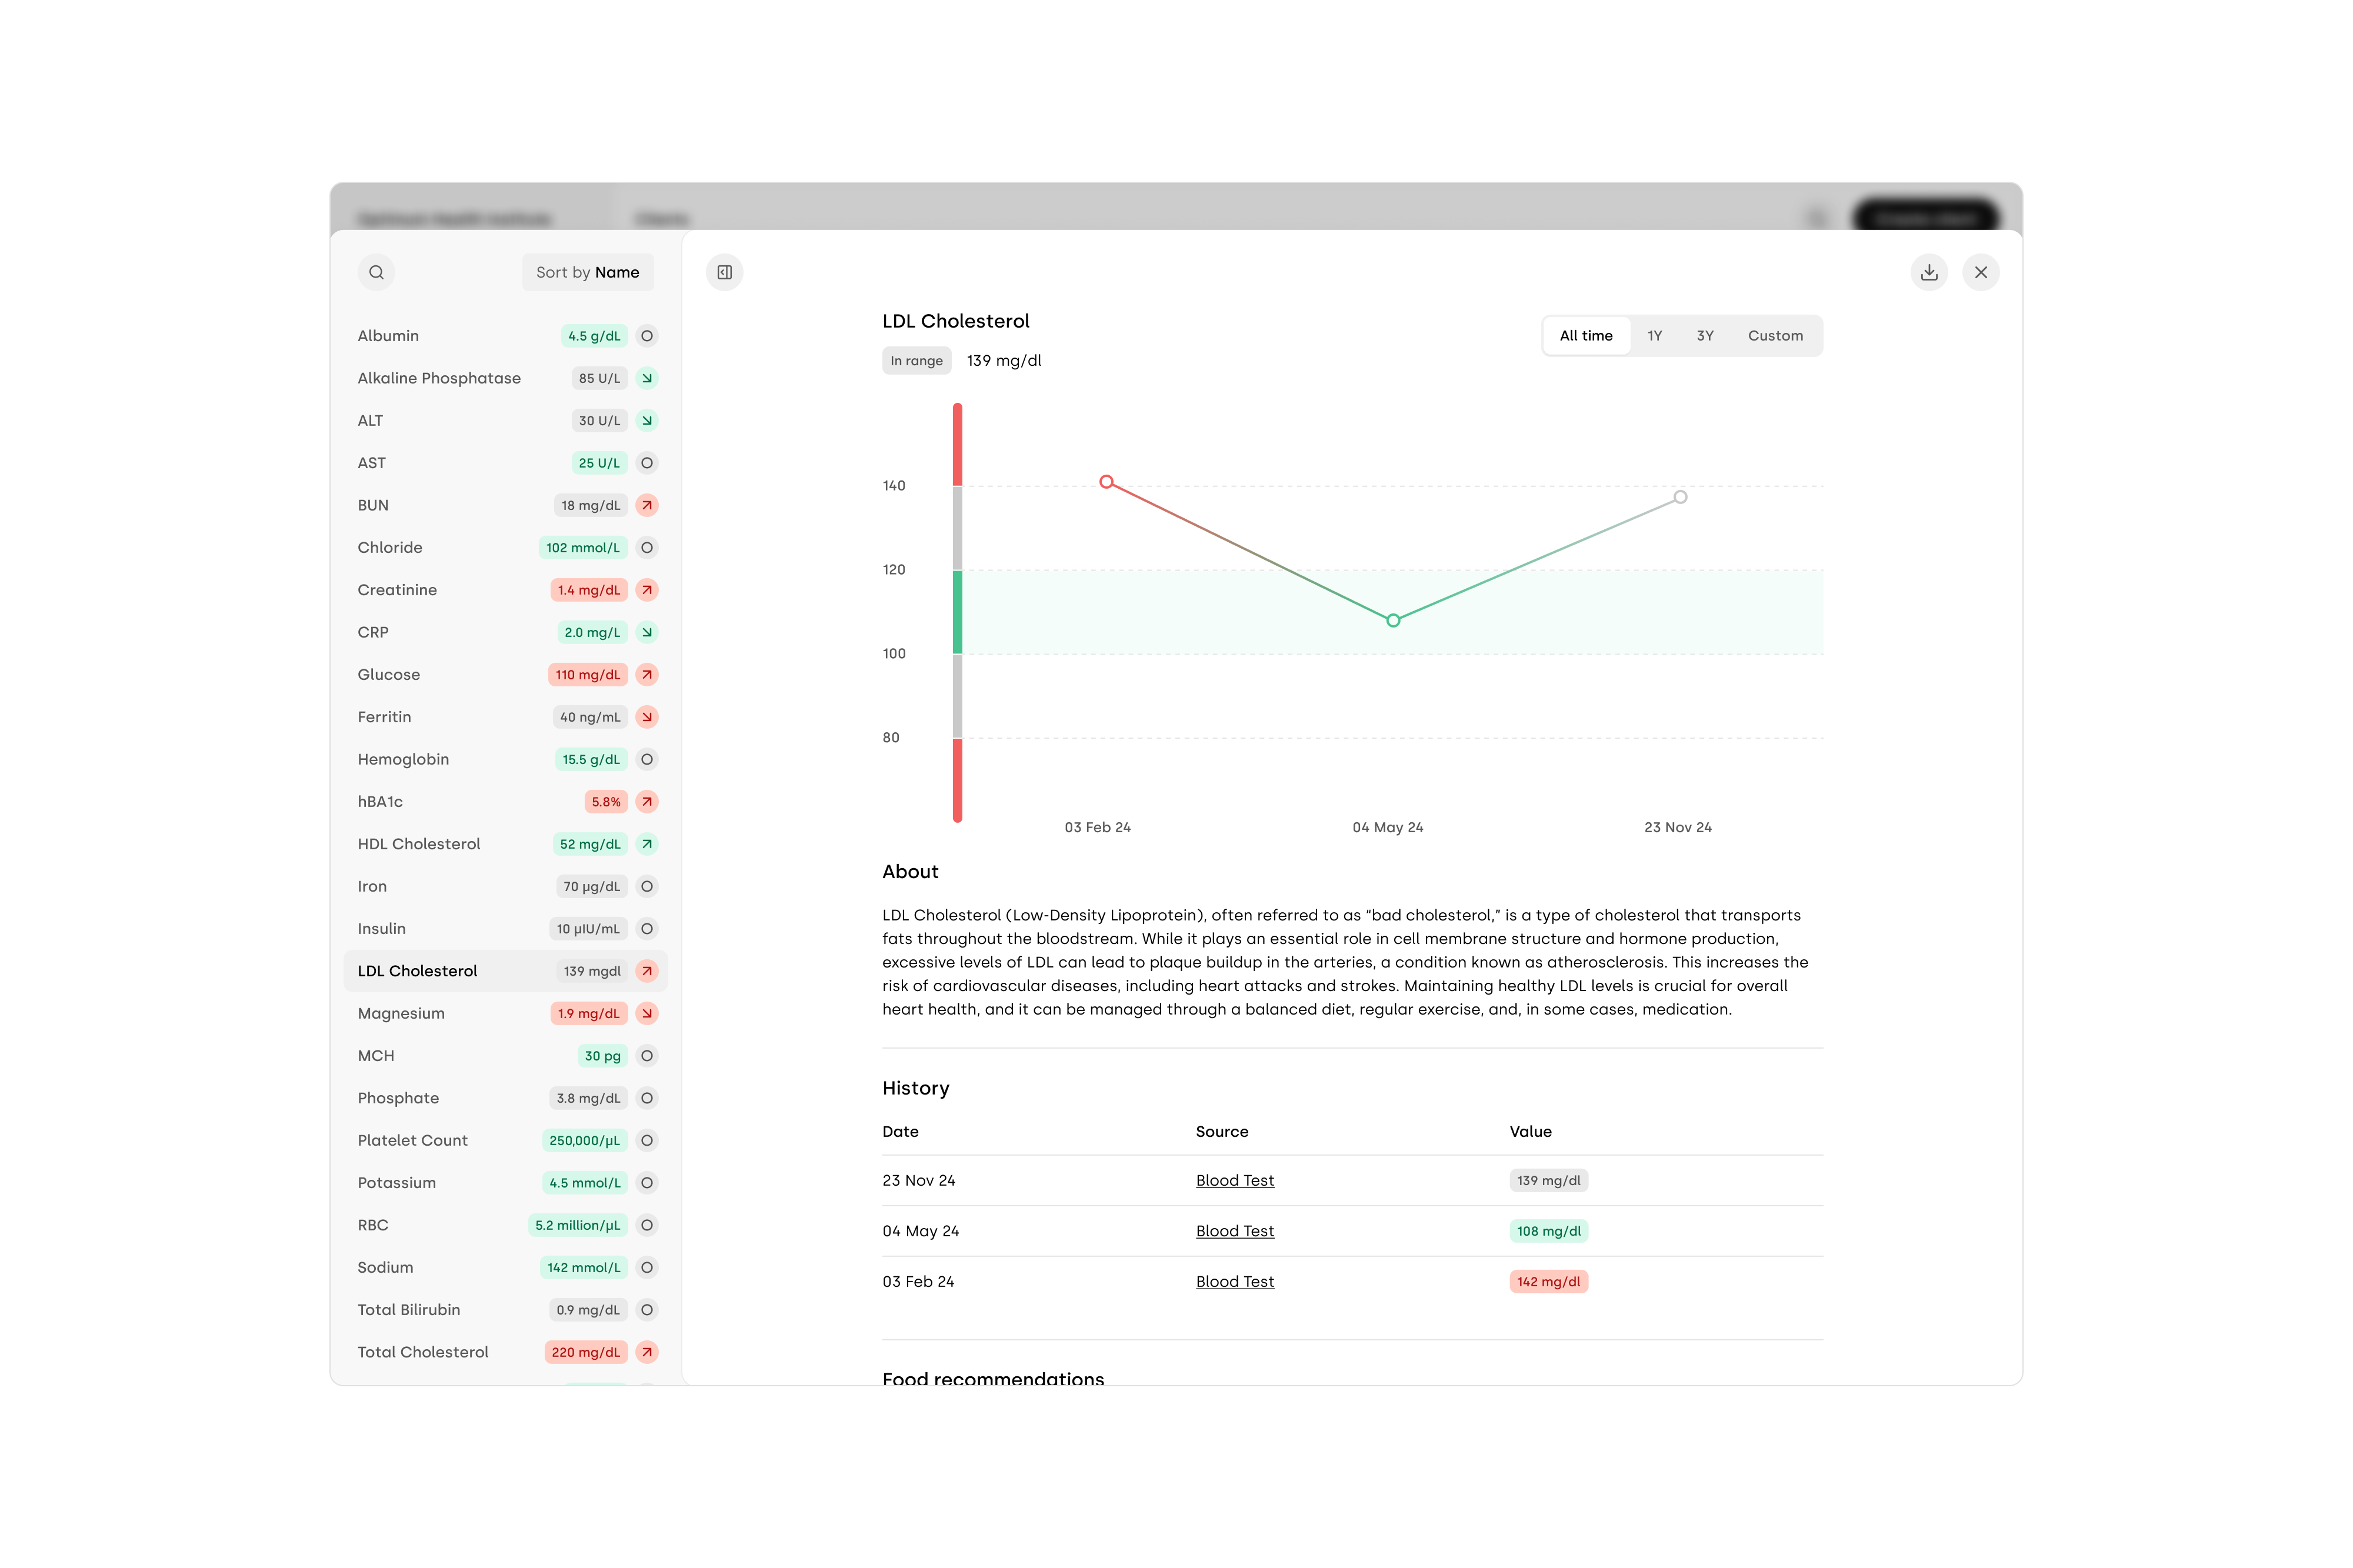 Sort by Name
Albumin 4.5 g/dL
Alkaline Phosphatase 85 U/L
ALT 30 U/L
AST 25 U/L
BUN 18 mg/dL
Chloride 102 mmol/L
Creatinine 1.4 mg/dL
CRP 2.0 mg/L
Glucose 110 mg/dL
Ferritin 40 ng/mL
Hemoglobin 15.5 g/dL
hBA1c 5.8%
HDL Cholesterol 52 mg/dL
Iron 70 µg/dL
Insulin 10 µIU/mL
LDL Cholesterol 139 mgdl
Magnesium 1.9 mg/dL
MCH 30 pg
Phosphate 3.8 mg/dL
Platelet Count 250,000/µL
Potassium 4.5 mmol/L
RBC 5.2 million/µL
Sodium 142 mmol/L
Total Bilirubin 0.9 mg/dL
Total Cholesterol 220 mg/dL
LDL Cholesterol
In range 139 mg/dl
All time 1Y 3Y Custom
140
120
100
80
03 Feb 24 04 May 24 23 Nov 24
About
LDL Cholesterol (Low-Density Lipoprotein), often referred to as “bad cholesterol,” is a type of cholesterol that transports
fats throughout the bloodstream. While it plays an essential role in cell membrane structure and hormone production,
excessive levels of LDL can lead to plaque buildup in the arteries, a condition known as atherosclerosis. This increases the
risk of cardiovascular diseases, including heart attacks and strokes. Maintaining healthy LDL levels is crucial for overall
heart health, and it can be managed through a balanced diet, regular exercise, and, in some cases, medication.
History
Date Source Value
23 Nov 24 Blood Test 139 mg/dl
04 May 24 Blood Test 108 mg/dl
03 Feb 24 Blood Test 142 mg/dl
Food recommendations